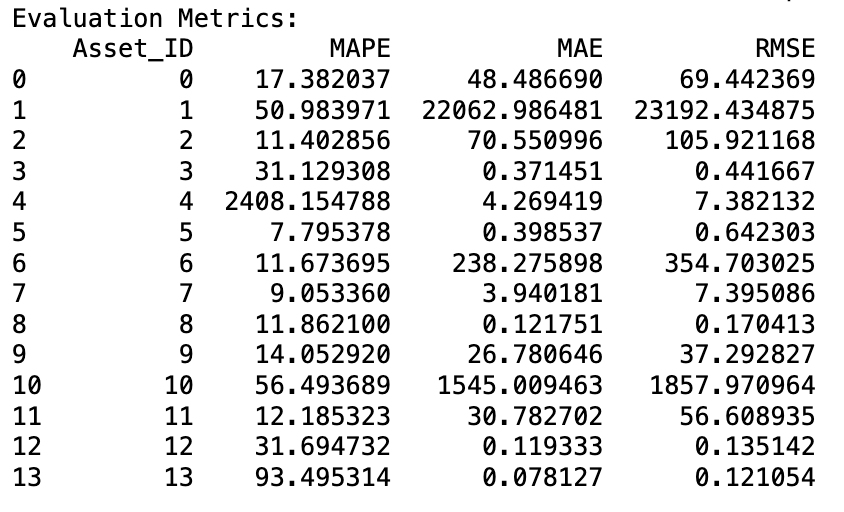 Evaluation Metrics:
Asset_ID MAPE MAE RMSE
0 0 17.382037 48.486690 69.442369
1 1 50.983971 22062.986481 23192.434875
2 2 11.402856 70.550996 105.921168
3 3 31.129308 0.371451 0.441667
4 4 2408.154788 4.269419 7.382132
5 5 7.795378 0.398537 0.642303
6 6 11.673695 238.275898 354.703025
7 7 9.053360 3.940181 7.395086
8 8 11.862100 0.121751 0.170413
9 9 14.052920 26.780646 37.292827
10 10 56.493689 1545.009463 1857.970964
11 11 12.185323 30.782702 56.608935
12 12 31.694732 0.119333 0.135142
13 13 93.495314 0.078127 0.121054